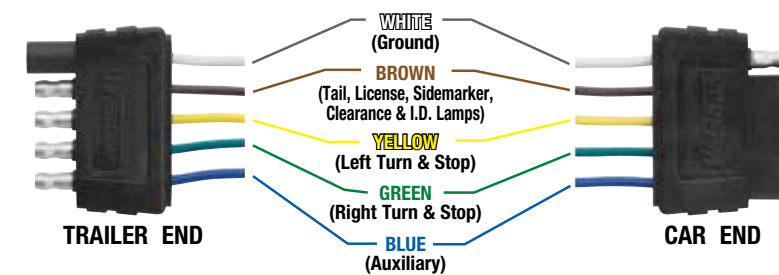 WHITE
(Ground)
BROWN
(Tail, License, Sidemarker,
Clearance & I.D. Lamps)
YELLOW
(Left Turn & Stop)
GREEN
(Right Turn & Stop)
BLUE
(Auxiliary)
TRAILER END
CAR END